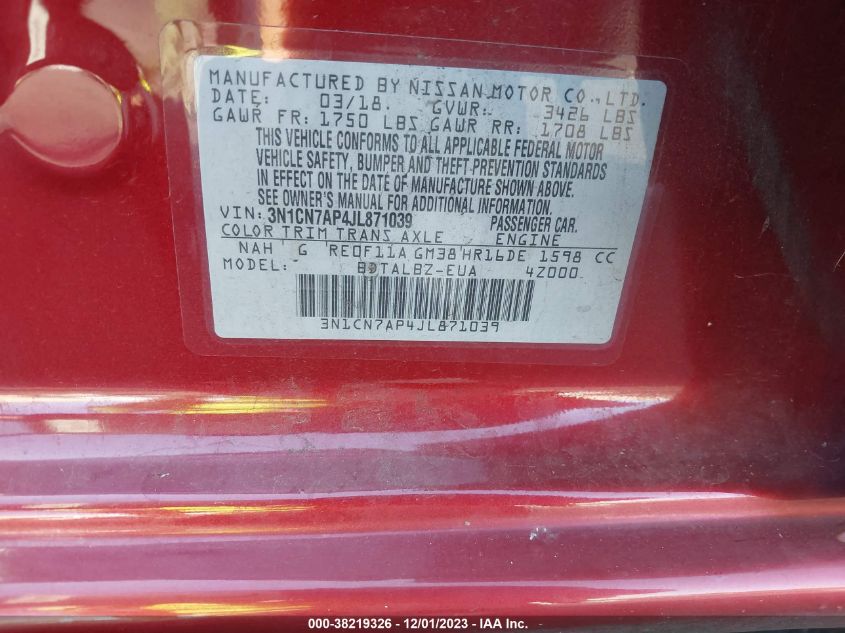 MANUFACTURED BY NISSAN MOTOR CO., LTD.
DATE: 03/18. GVWR: 3426 LBS
GAWR FR: 1750 LBS GAWR RR: 1708 LBS
THIS VEHICLE CONFORMS TO ALL APPLICABLE FEDERAL MOTOR
VEHICLE SAFETY, BUMPER AND THEFT PREVENTION STANDARDS
IN EFFECT ON THE DATE OF MANUFACTURE SHOWN ABOVE.
SEE OWNER'S MANUAL FOR ADDITIONAL INFORMATION.
VIN: 3N1CN7AP4JL871039 PASSENGER CAR.
COLOR TRIM TRANS AXLE ENGINE
NAH G RE0F11A GM38 HR16DE 1598 CC
MODEL: BDTALBZ-EUA 4Z000
3N1CN7AP4JL871039
000-38219326 - 12/01/2023 - IAA Inc.